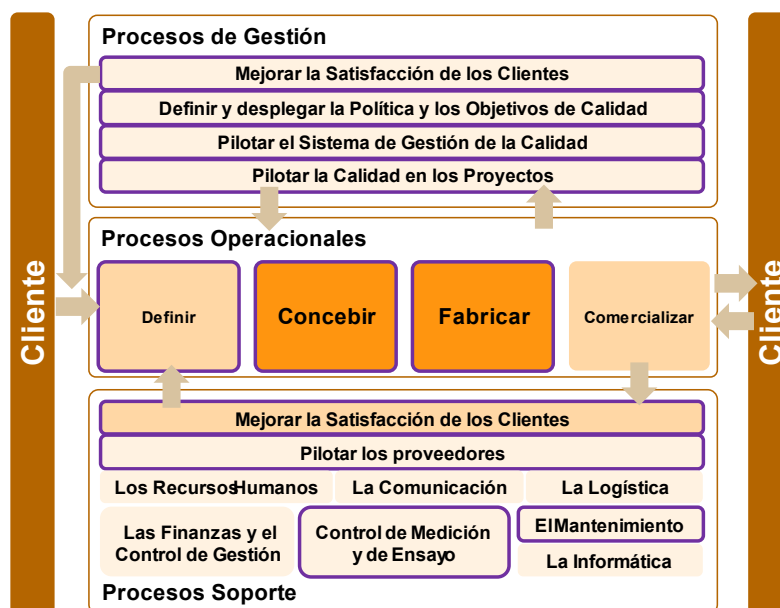 Procesos de Gestión
Mejorar la Satisfacción de los Clientes
Definir y desplegar la Política y los Objetivos de Calidad
Pilotar el Sistema de Gestión de la Calidad
Pilotar la Calidad en los Proyectos
Cliente
Procesos Operacionales
Definir
Concebir
Fabricar
Comercializar
Cliente
Mejorar la Satisfacción de los Clientes
Pilotar los proveedores
Los RecursosHumanos
La Comunicación
La Logística
Las Finanzas y el
Control de Gestión
Control de Medición
y de Ensayo
ElMantenimiento
La Informática
Procesos Soporte